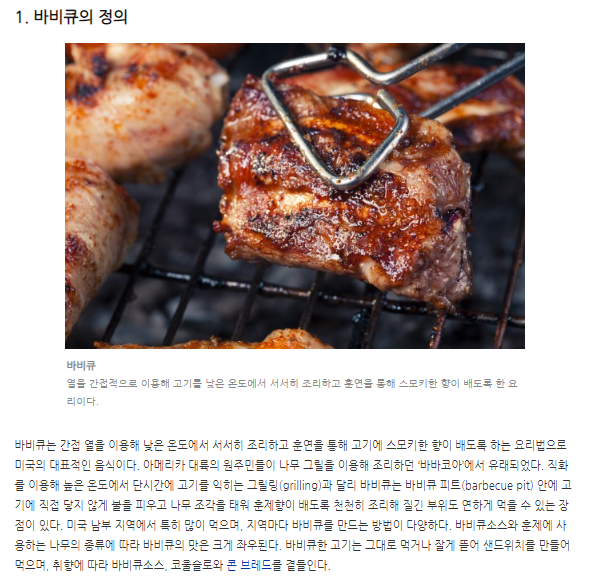 1. 바비큐의 정의
바비큐
열을 간접적으로 이용해 고기를 낮은 온도에서 서서히 조리하고 훈연을 통해 스모키한 향이 배도록 한 요
리이다.
바비큐는 간접 열을 이용해 낮은 온도에서 서서히 조리하고 훈연을 통해 고기에 스모키한 향이 배도록 하는 요리법으로
미국의 대표적인 음식이다. 아메리카 대륙의 원주민들이 나무 그릴을 이용해 조리하던 ‘바바코아’에서 유래되었다. 직화
를 이용해 높은 온도에서 단시간에 고기를 익히는 그릴링(grilling)과 달리 바비큐는 바비큐 피트(barbecue pit) 안에 고
기에 직접 닿지 않게 불을 피우고 나무 조각을 태워 훈제향이 배도록 천천히 조리해 질긴 부위도 연하게 먹을 수 있는 장
점이 있다. 미국 남부 지역에서 특히 많이 먹으며, 지역마다 바비큐를 만드는 방법이 다양하다. 바비큐소스와 훈제에 사
용하는 나무의 종류에 따라 바비큐의 맛은 크게 좌우된다. 바비큐한 고기는 그대로 먹거나 잘게 뜯어 샌드위치를 만들어
먹으며, 취향에 따라 바비큐소스, 코울슬로와 콘 브레드를 곁들인다.